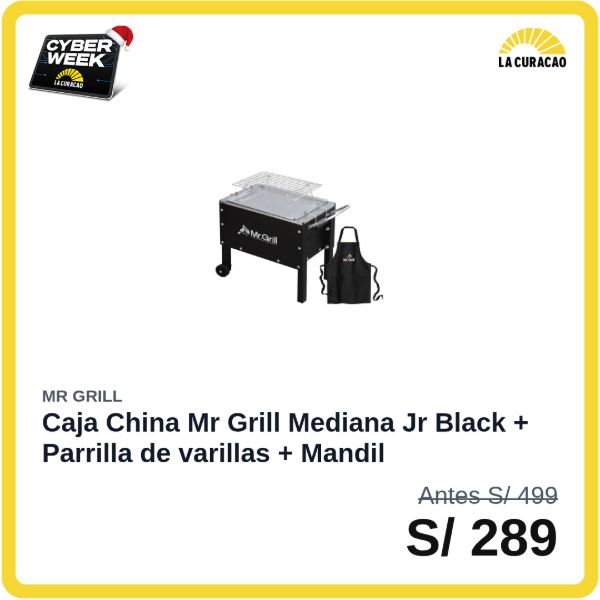 CYBER
WEEK
LA CURACAO
LA CURACAO
Mr.Grill
MR GRILL
Caja China Mr Grill Mediana Jr Black +
Parrilla de varillas + Mandil
Antes S/ 499
S/ 289